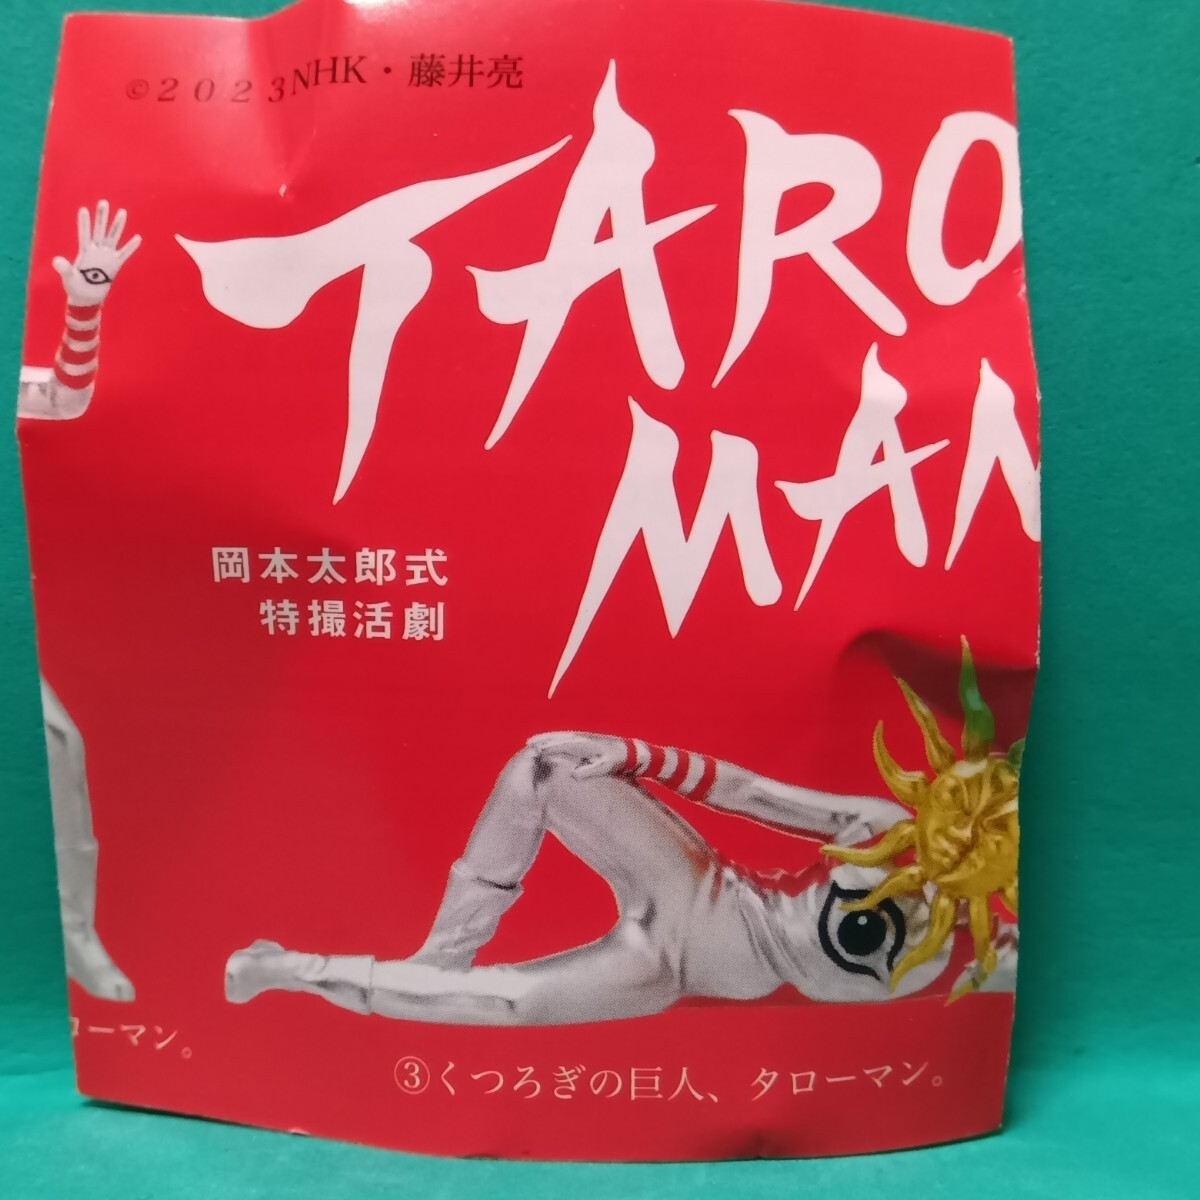 ©2023NHK・藤井亮
TARO
MAN
岡本太郎式
特撮活劇
ローマン。
③くつろぎの巨人、タローマン。